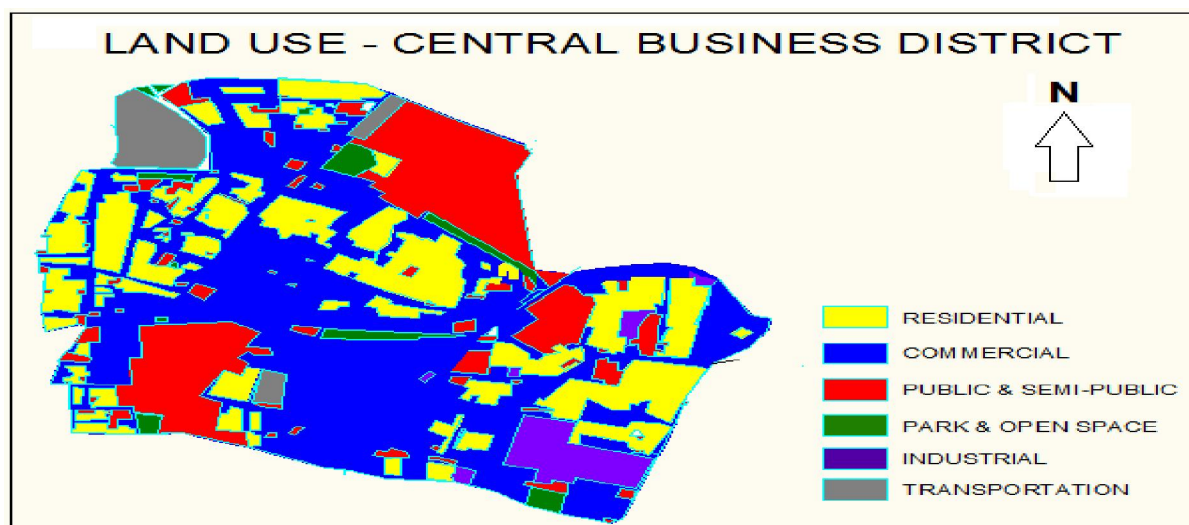 LAND USE - CENTRAL BUSINESS DISTRICT
N
RESIDENTIAL
COMMERCIAL
PUBLIC & SEMI-PUBLIC
PARK & OPEN SPACE
INDUSTRIAL
TRANSPORTATION